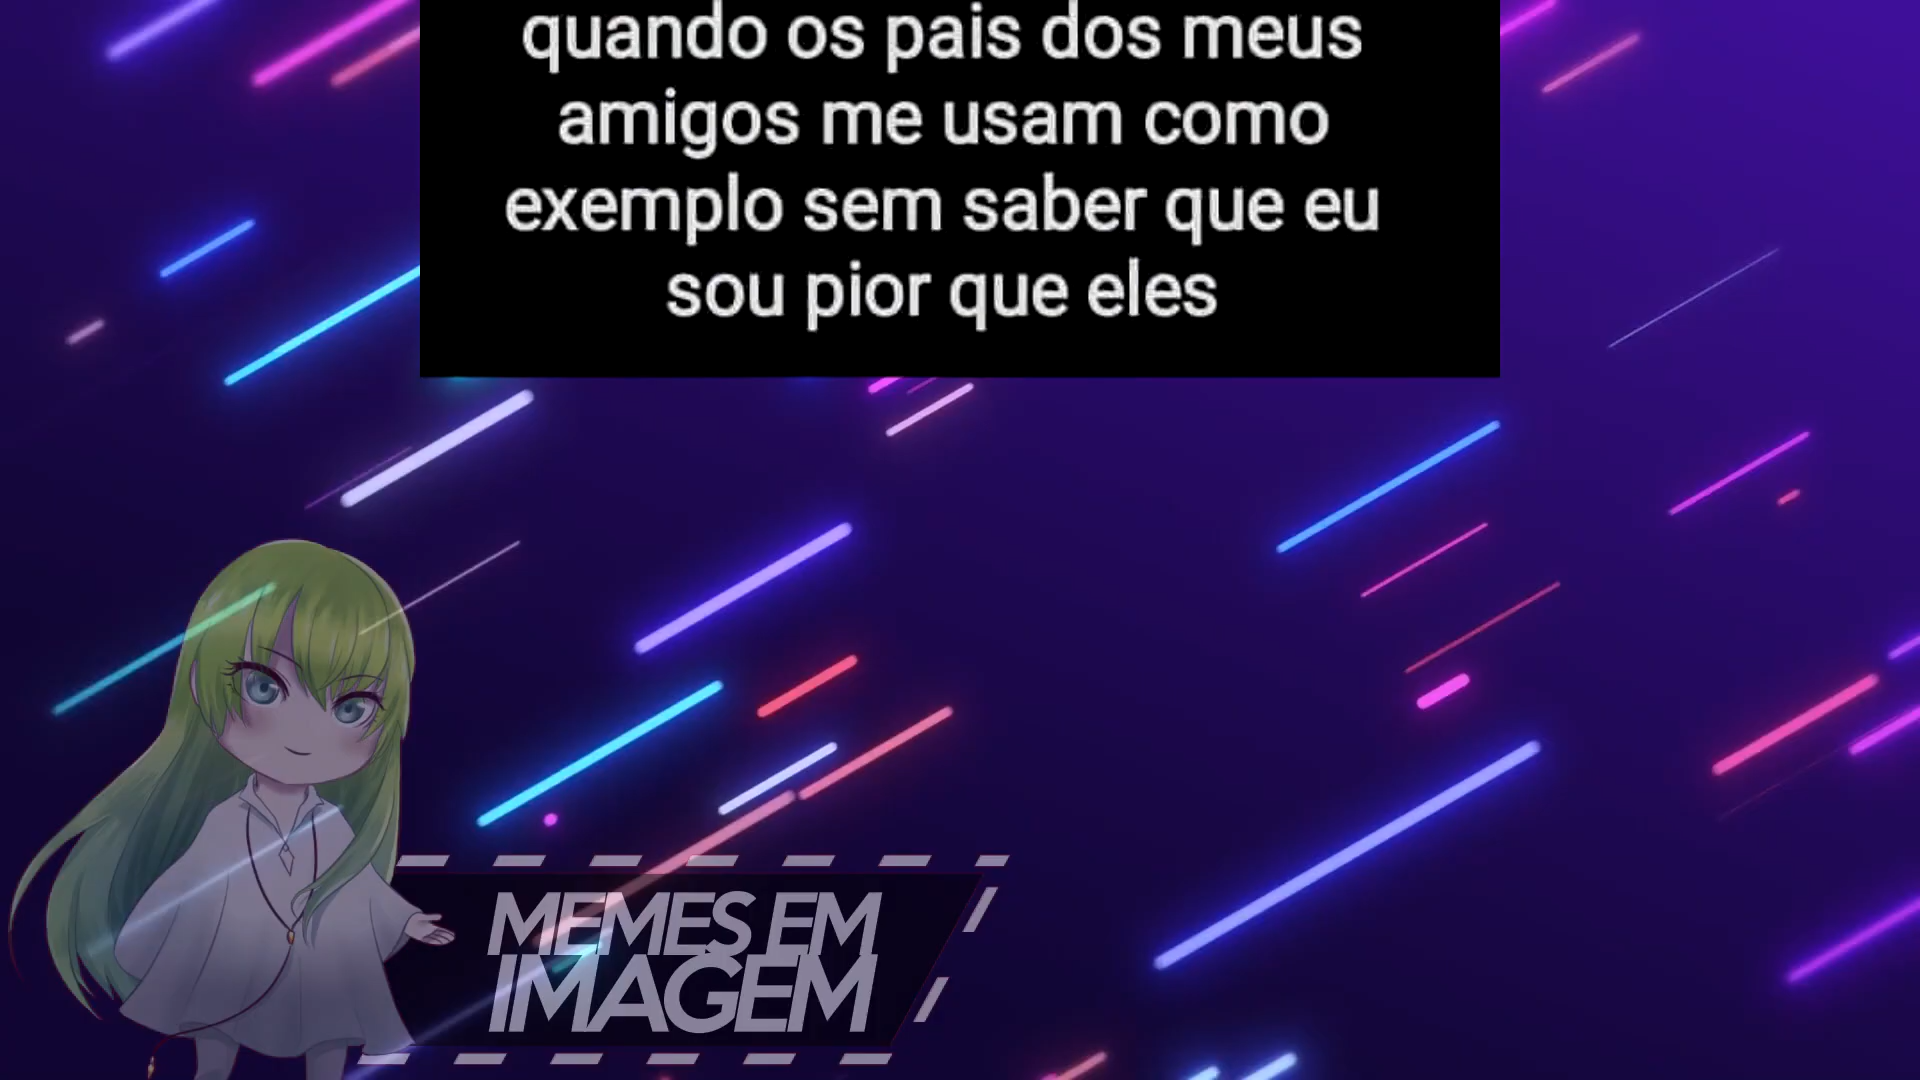 quando os pais dos meus
amigos me usam como
exemplo sem saber que eu
sou pior que eles
MEMES EM
IMAGEM